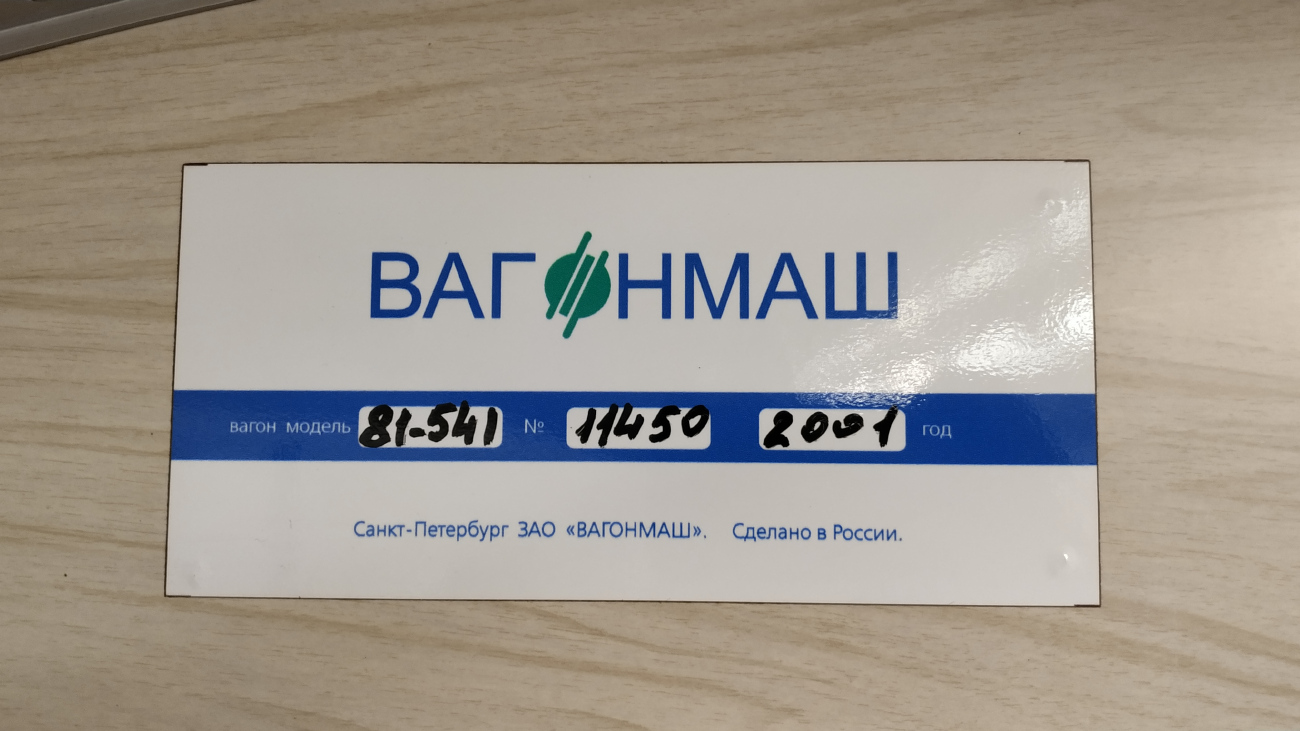 ВАГОНМАШ
вагон модель 81-541 № 11450 2001 год
Санкт-Петербург ЗАО «ВАГОНМАШ». Сделано в России.